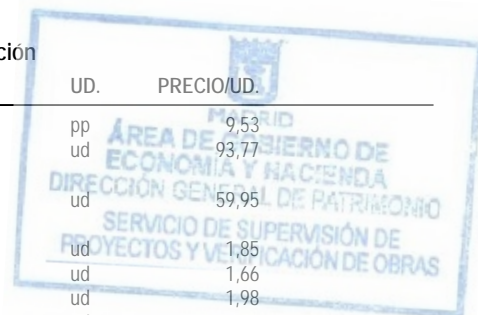 ción
UD. PRECIO/UD.
MADRID
pp 9,53
ÁREA DE GOBIERNO DE
ud 93,77
ECONOMÍA Y HACIENDA
DIRECCIÓN GENERAL DE PATRIMONIO
ud 59,95
SERVICIO DE SUPERVISIÓN DE
PROYECTOS Y VERIFICACIÓN DE OBRAS
ud 1,85
ud 1,66
ud 1,98